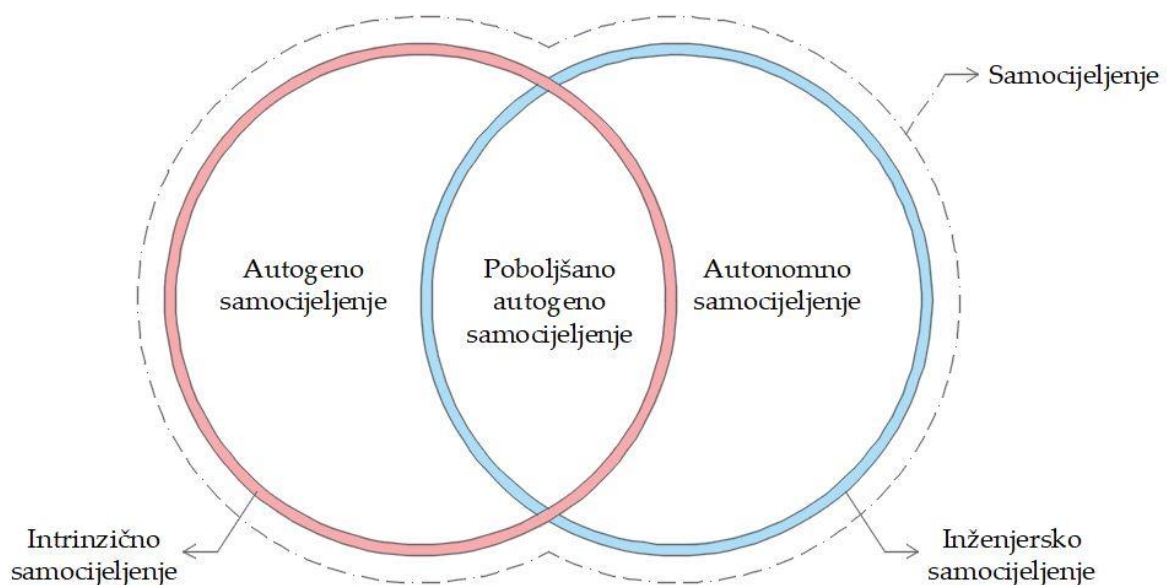 Samocijeljenje
Autogeno
samocijeljenje
Poboljšano
autogeno
samocijeljenje
Autonomno
samocijeljenje
Intrinzično
samocijeljenje
Inženjersko
samocijeljenje